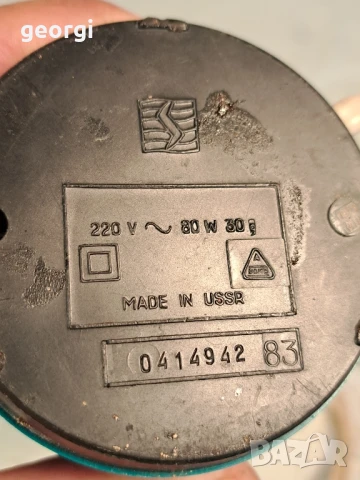 georgi
220 V ~ 80 W 30
MADE IN USSR
0414942 83
BAZAR